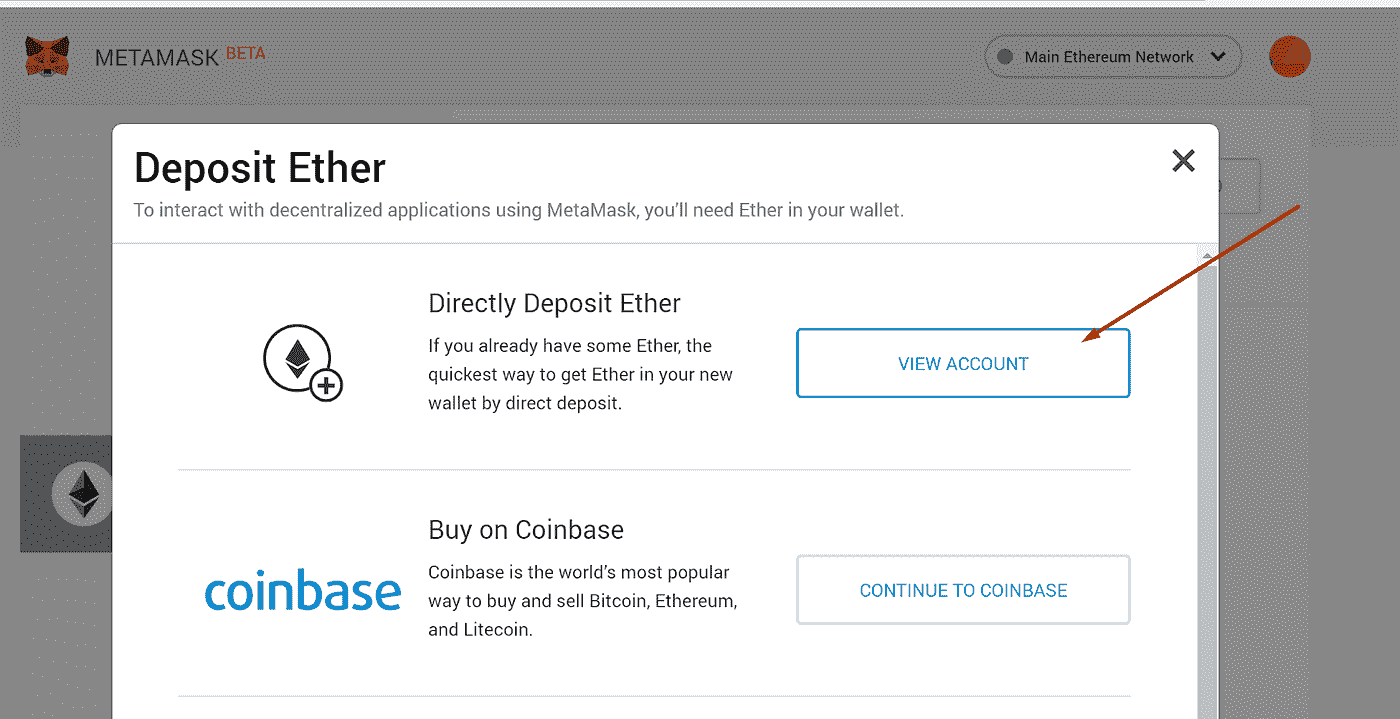 METAMASK BETA
Main Ethereum Network
Deposit Ether
To interact with decentralized applications using MetaMask, you’ll need Ether in your wallet.
Directly Deposit Ether
If you already have some Ether, the
quickest way to get Ether in your new
wallet by direct deposit.
VIEW ACCOUNT
Buy on Coinbase
coinbase
Coinbase is the world’s most popular
way to buy and sell Bitcoin, Ethereum,
and Litecoin.
CONTINUE TO COINBASE